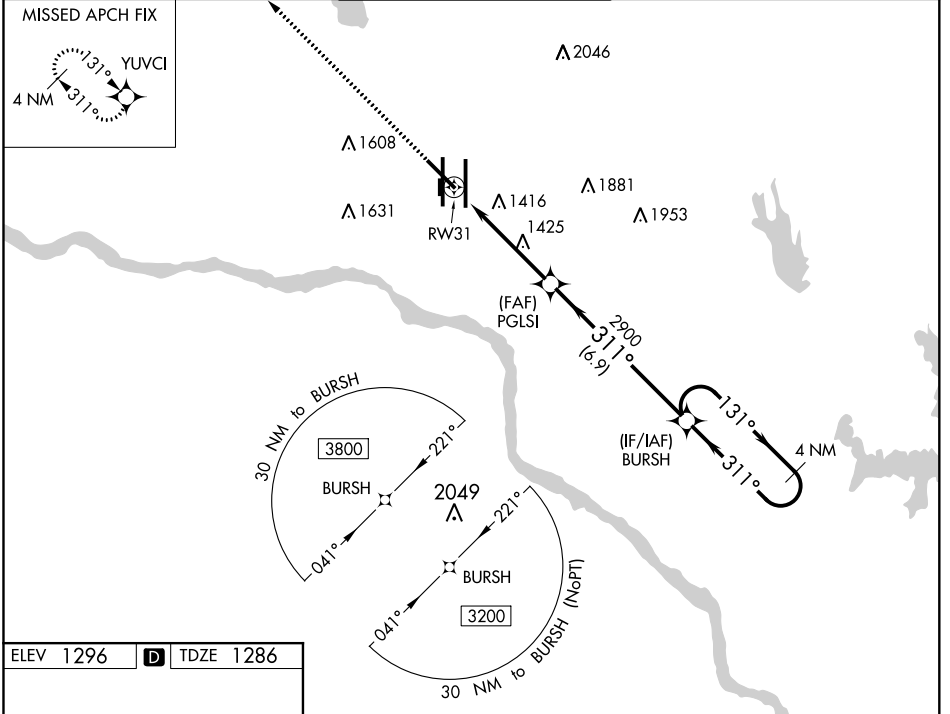 MISSED APCH FIX
131°
YUVCI
4 NM
311°
2046
1608
1631
1416
1425
1881
1953
RW31
(FAF)
PGLSI
2900
311°
(6.9)
(IF/IAF)
BURSH
131°
4 NM
311°
30 NM to BURSH
3800
221°
BURSH
041°
2049
221°
BURSH
3200
041°
30 NM to BURSH (NoPT)
ELEV 1296 D TDZE 1286